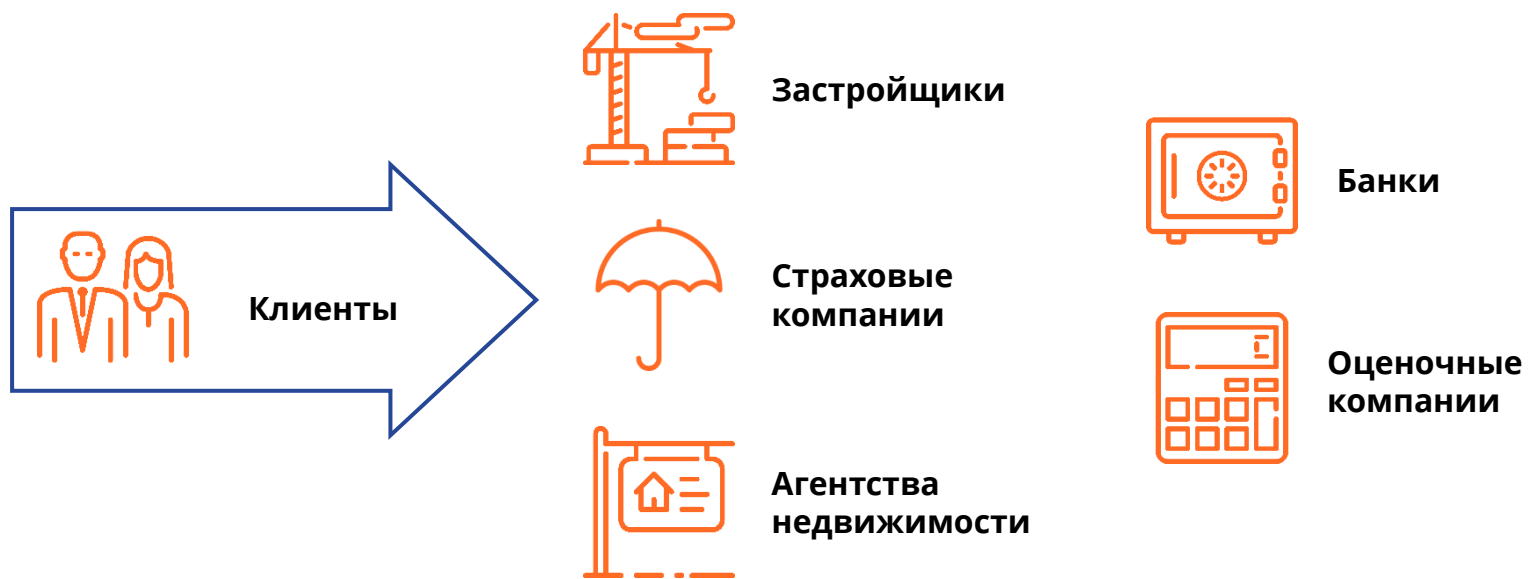 Клиенты
Застройщики
Страховые
компании
Агентства
недвижимости
Банки
Оценочные
компании